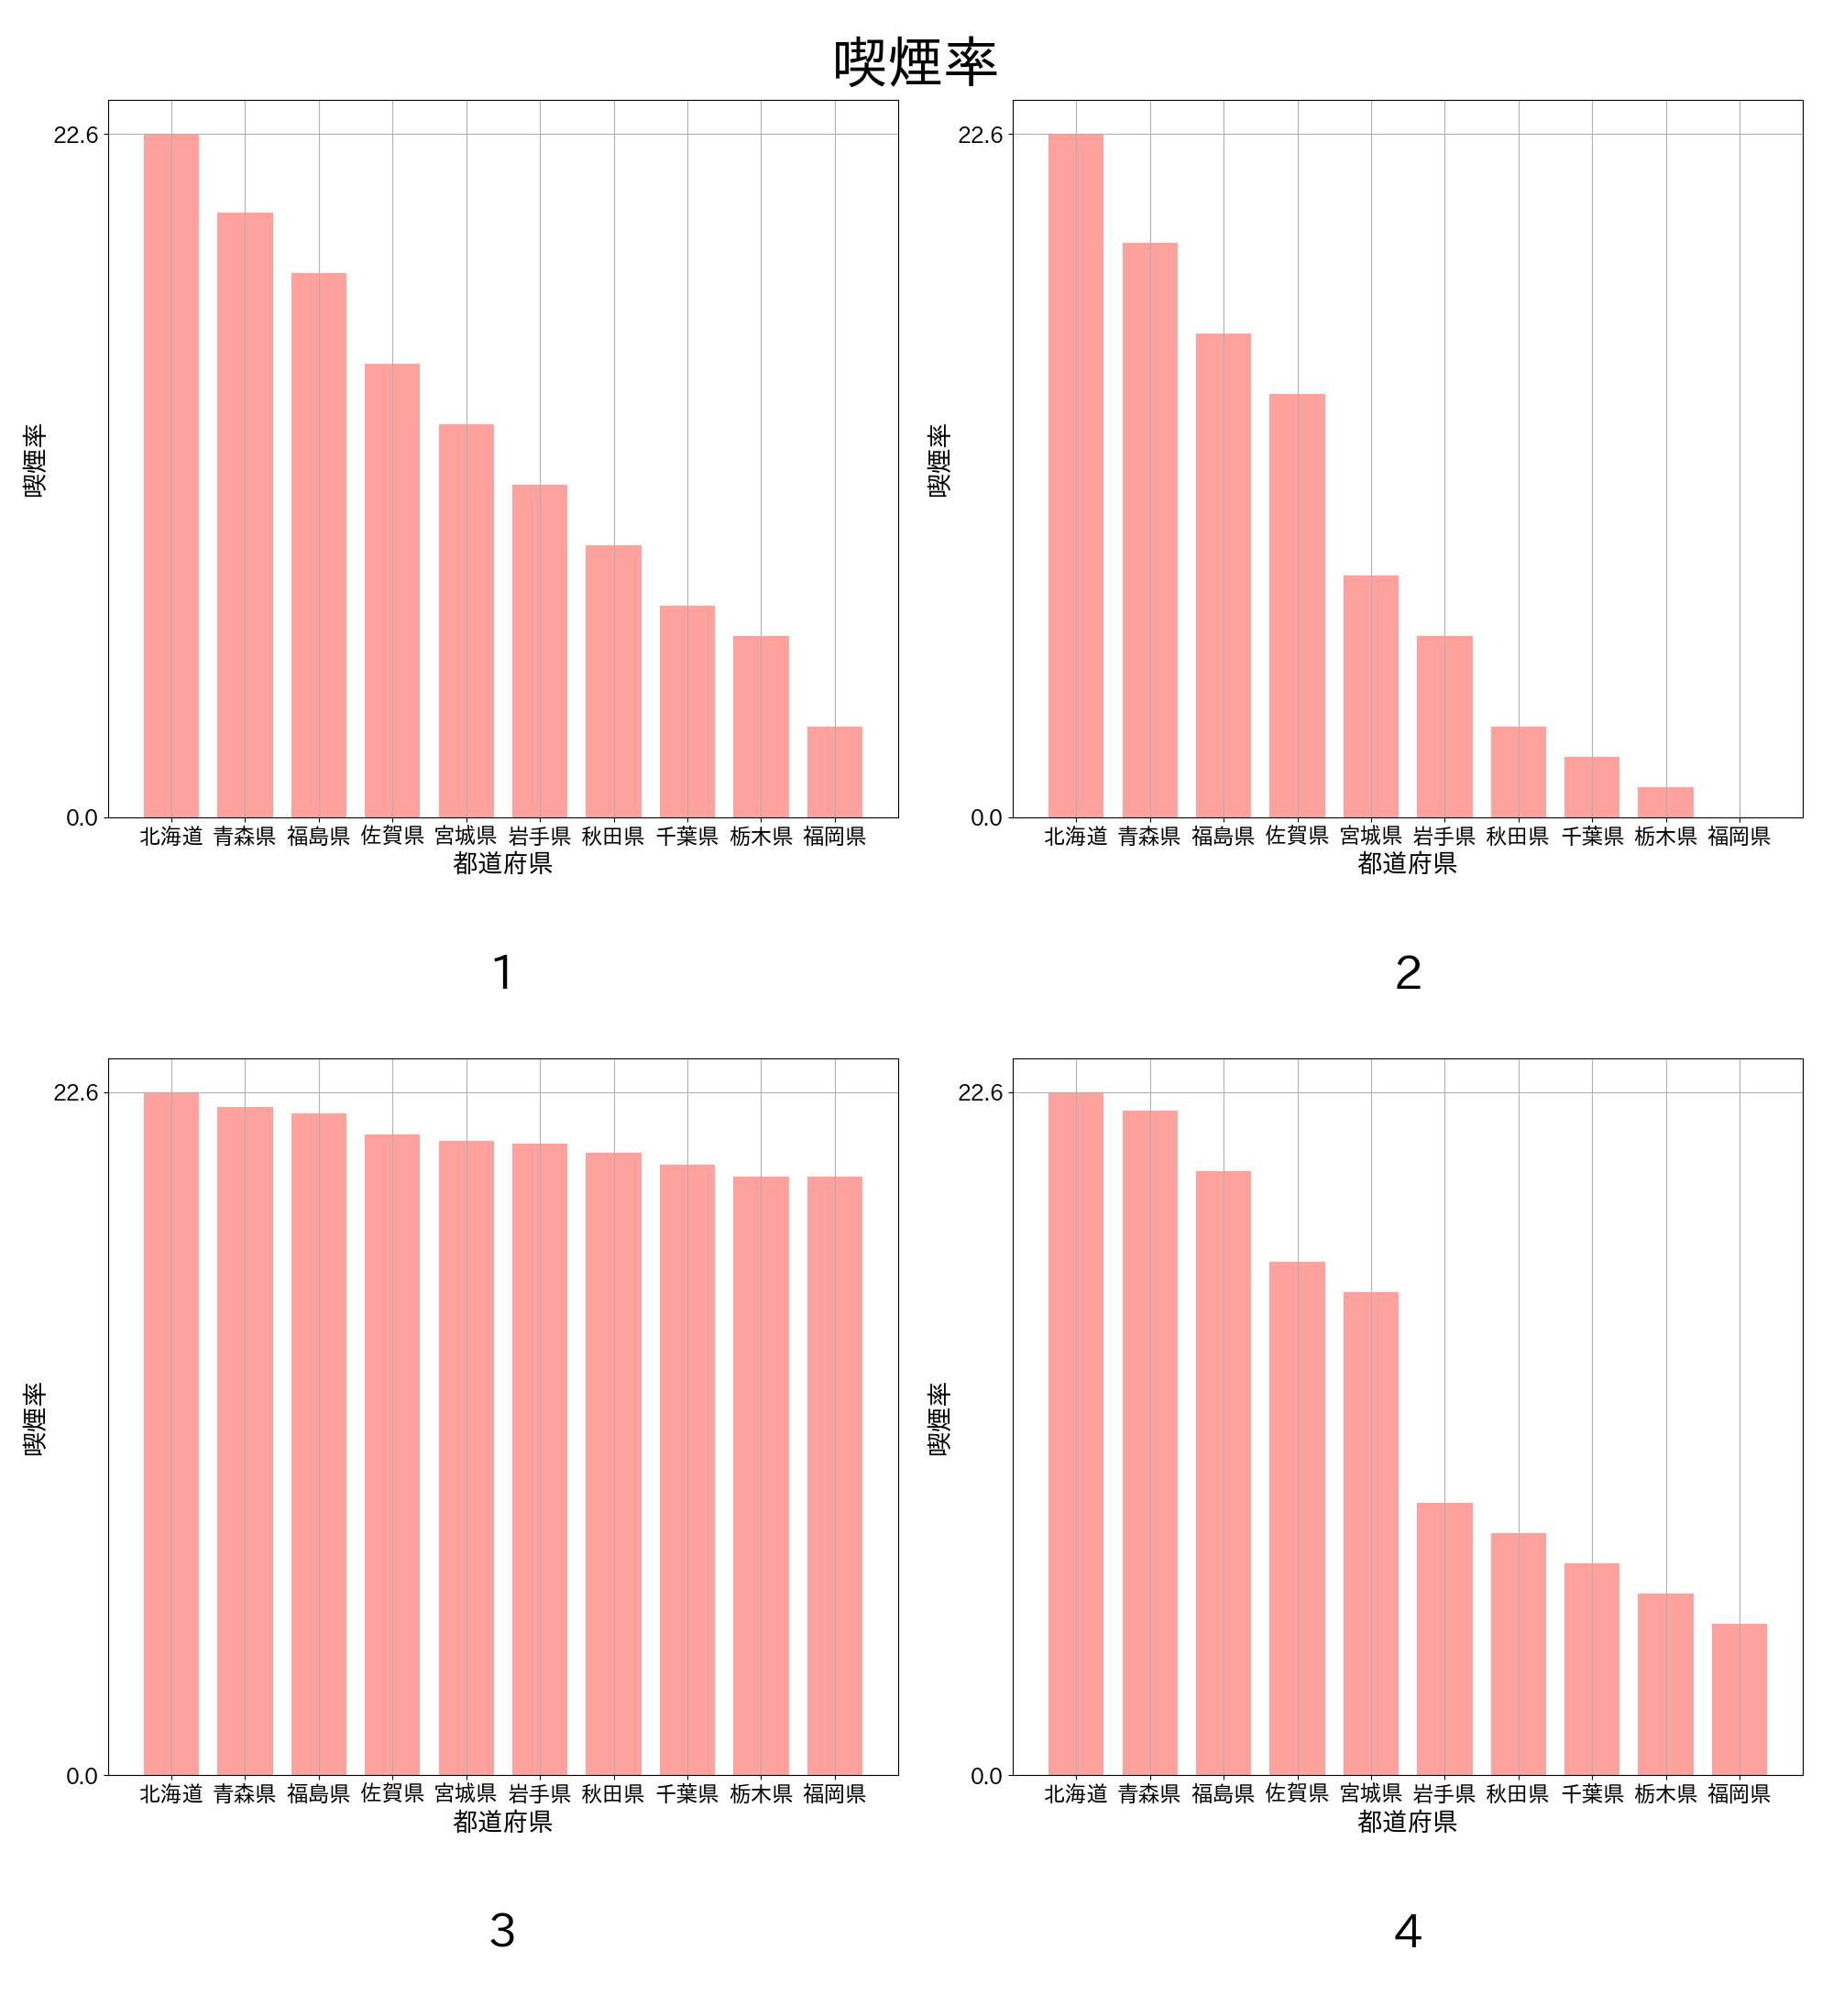 喫煙率
22.6
0.0
喫煙率
北海道 青森県 福島県 佐賀県 宮城県 岩手県 秋田県 千葉県 栃木県 福岡県
都道府県
1
22.6
0.0
喫煙率
北海道 青森県 福島県 佐賀県 宮城県 岩手県 秋田県 千葉県 栃木県 福岡県
都道府県
2
22.6
0.0
喫煙率
北海道 青森県 福島県 佐賀県 宮城県 岩手県 秋田県 千葉県 栃木県 福岡県
都道府県
3
22.6
0.0
喫煙率
北海道 青森県 福島県 佐賀県 宮城県 岩手県 秋田県 千葉県 栃木県 福岡県
都道府県
4